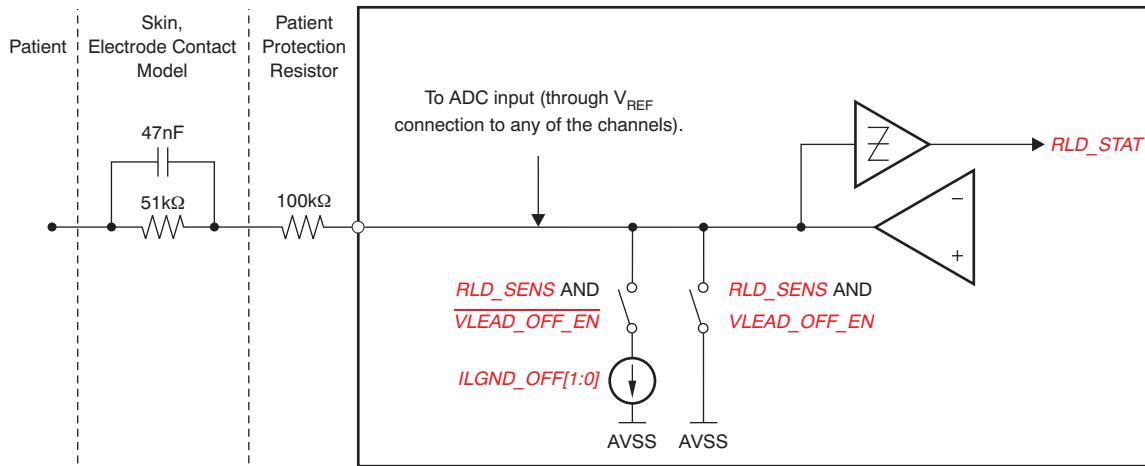 Patient
Skin,
Electrode Contact
Model
Patient
Protection
Resistor
To ADC input (through VREF
connection to any of the channels).
47nF
51kΩ
100kΩ
RLD_STAT
−
+
RLD_SENS AND
VLEAD_OFF_EN
RLD_SENS AND
VLEAD_OFF_EN
ILGND_OFF[1:0]
AVSS
AVSS